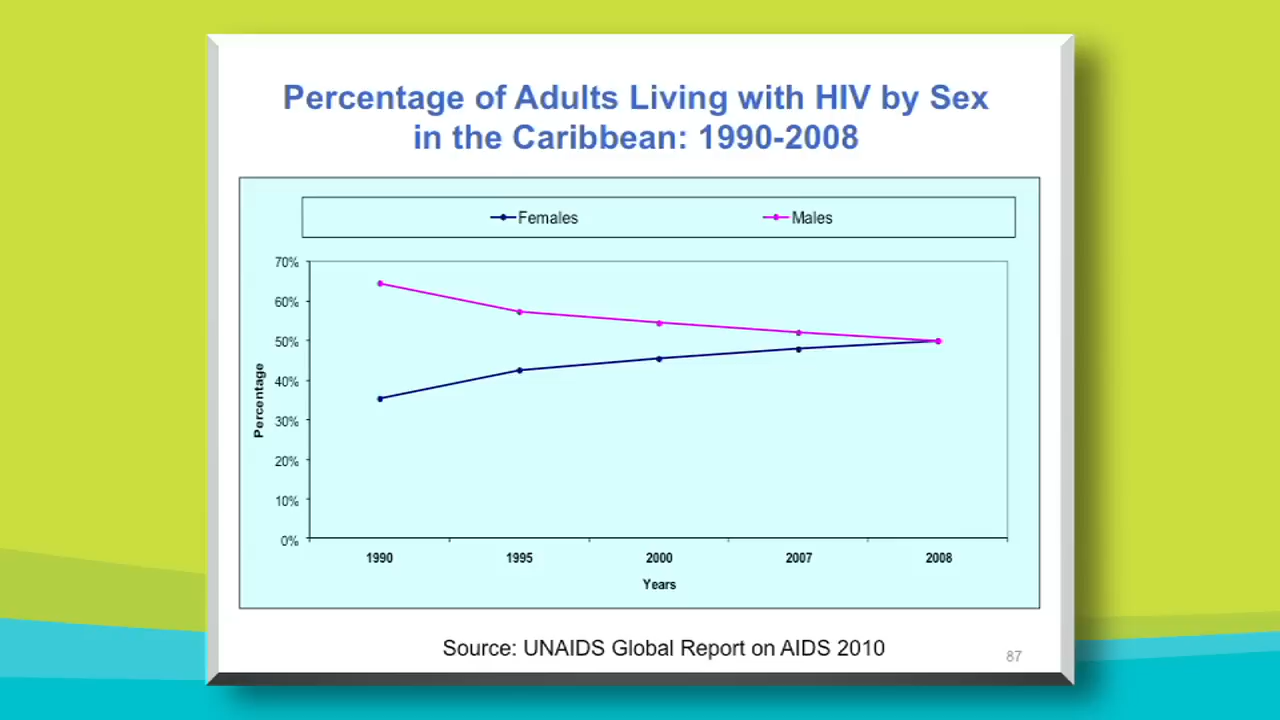 Percentage of Adults Living with HIV by Sex
in the Caribbean: 1990-2008
Females Males
70%
60%
50%
40%
30%
20%
10%
0%
Percentage
1990 1995 2000 2007 2008
Years
Source: UNAIDS Global Report on AIDS 2010
87